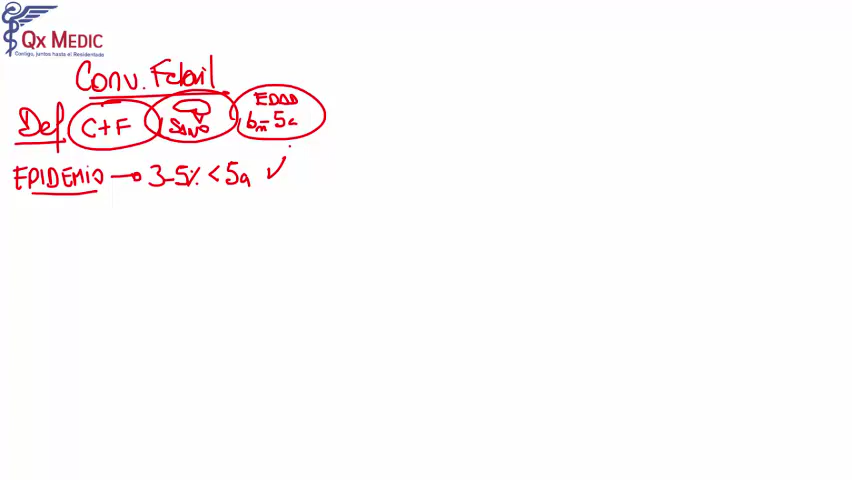 Qx MEDIC
Contigo, juntos hasta el Residentado
Conv. Febril
Def C+F SANO EDAD
6m-5a
EPIDEMIO → 3-5% < 5a ✓